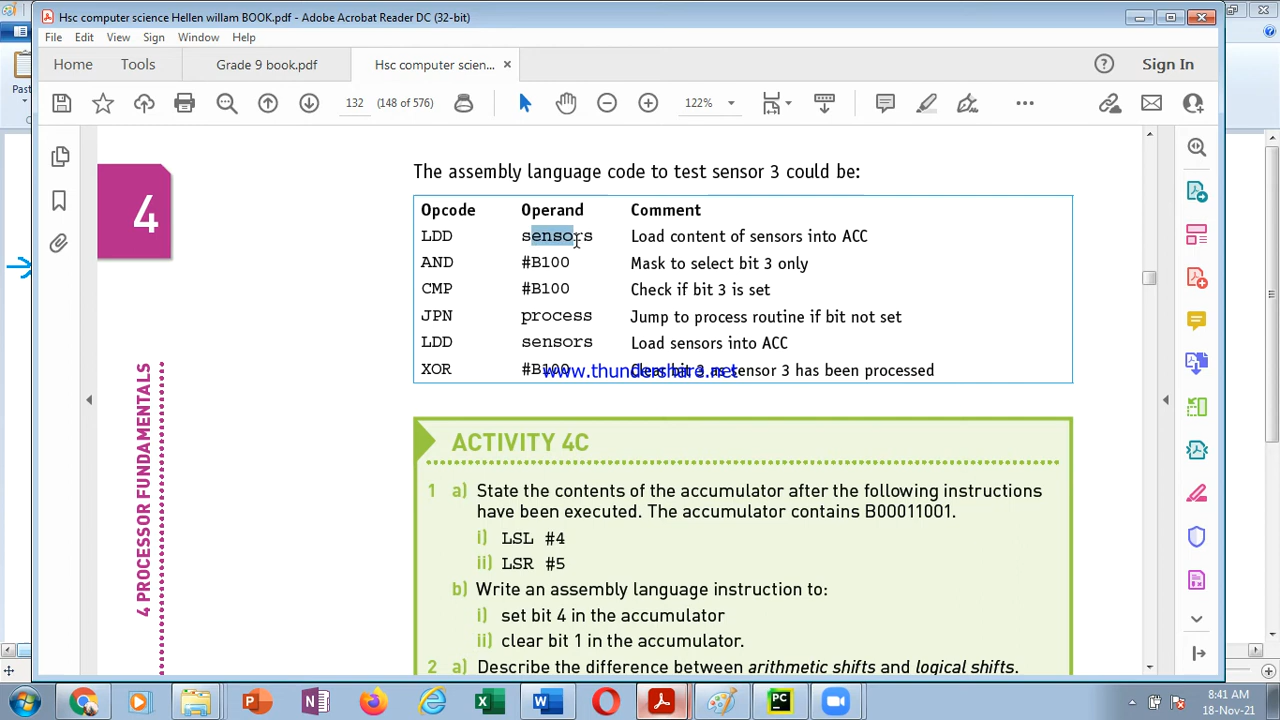 Hsc computer science Hellen willam BOOK.pdf - Adobe Acrobat Reader DC (32-bit)
File Edit View Sign Window Help
Home Tools Grade 9 book.pdf Hsc computer scien... × Sign In
132 (148 of 576) 122%
Past
The assembly language code to test sensor 3 could be:
4
Opcode Operand Comment
LDD sensors Load content of sensors into ACC
AND #B100 Mask to select bit 3 only
CMP #B100 Check if bit 3 is set
JPN process Jump to process routine if bit not set
LDD sensors Load sensors into ACC
XOR #B100 Clear bit 3 as sensor 3 has been processed
www.thundershare.net
ACTIVITY 4C
1 a) State the contents of the accumulator after the following instructions
have been executed. The accumulator contains B00011001.
i) LSL #4
ii) LSR #5
b) Write an assembly language instruction to:
i) set bit 4 in the accumulator
ii) clear bit 1 in the accumulator.
2 a) Describe the difference between arithmetic shifts and logical shifts.
4 PROCESSOR FUNDAMENTALS
8:41 AM
18-Nov-21